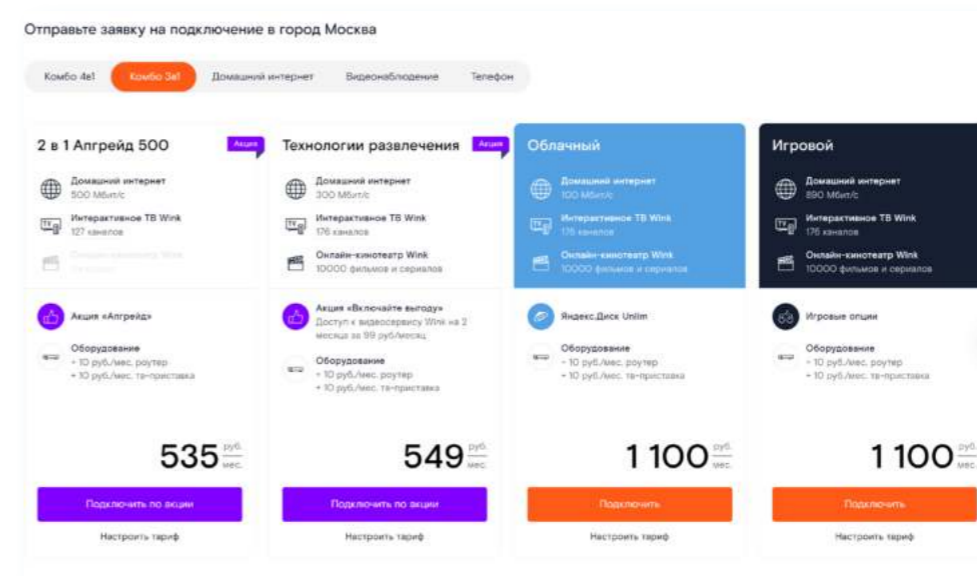 Отправьте заявку на подключение в город Москва
Комбо 4в1 Комбо 3в1 Домашний интернет Видеонаблюдение Телефон
2 в 1 Апгрейд 500
Акция
Домашний интернет
500 Мбит/с
Интерактивное ТВ Wink
127 каналов
Онлайн-кинотеатр Wink
Акция «Апгрейд»
Оборудование
+ 10 руб./мес. роутер
+ 10 руб./мес. тв-приставка
535 руб.
мес.
Подключить по акции
Настроить тариф
Технологии развлечения
Акция
Домашний интернет
300 Мбит/с
Интерактивное ТВ Wink
176 каналов
Онлайн-кинотеатр Wink
10000 фильмов и сериалов
Акция «Включайте выгоду»
Доступ к видеосервису Wink на 2
месяца за 99 руб/месяц
Оборудование
+ 10 руб./мес. роутер
+ 10 руб./мес. тв-приставка
549 руб.
мес.
Подключить по акции
Настроить тариф
Облачный
Домашний интернет
100 Мбит/с
Интерактивное ТВ Wink
176 каналов
Онлайн-кинотеатр Wink
10000 фильмов и сериалов
Яндекс.Диск Unlim
Оборудование
+ 10 руб./мес. роутер
+ 10 руб./мес. тв-приставка
1 100 руб.
мес.
Подключить
Настроить тариф
Игровой
Домашний интернет
890 Мбит/с
Интерактивное ТВ Wink
176 каналов
Онлайн-кинотеатр Wink
10000 фильмов и сериалов
Игровые опции
Оборудование
+ 10 руб./мес. роутер
+ 10 руб./мес. тв-приставка
1 100 руб.
мес.
Подключить
Настроить тариф